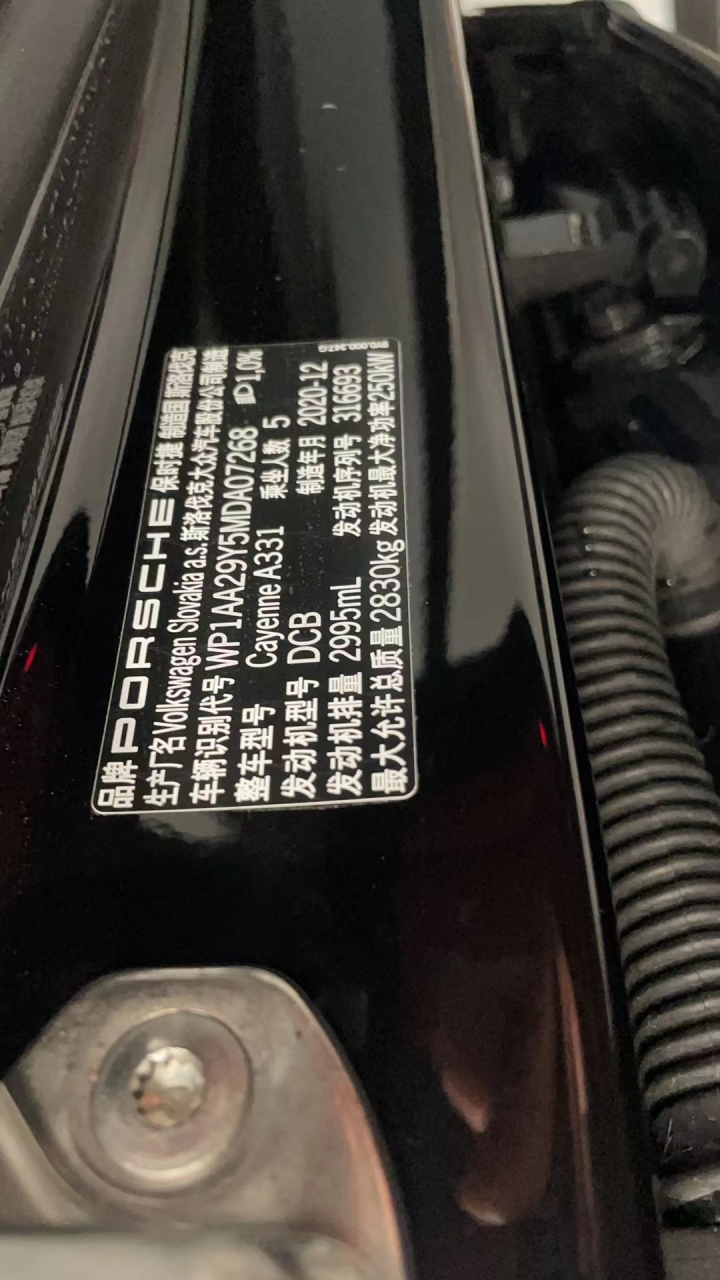 品牌 PORSCHE 保时捷 制造国 斯洛伐克
生产厂名 Volkswagen Slovakia a.s.斯洛伐克大众汽车股份公司制造
车辆识别代号 WP1AA29Y5MDA07268 1,0%
整车型号 Cayenne A331 乘坐人数 5
发动机型号 DCB 制造年月 2020-12
发动机排量 2995mL 发动机序列号 316693
最大允许总质量 2830kg 发动机最大净功率 250kW